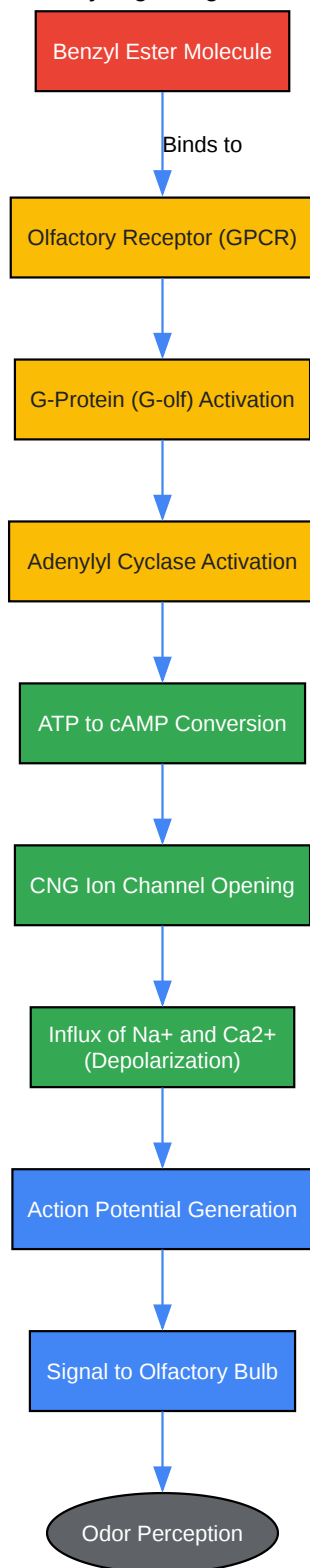 Benzyl Ester Molecule
Binds to
Olfactory Receptor (GPCR)
G-Protein (G-olf) Activation
Adenylyl Cyclase Activation
ATP to cAMP Conversion
CNG Ion Channel Opening
Influx of Na+ and Ca2+
(Depolarization)
Action Potential Generation
Signal to Olfactory Bulb
Odor Perception